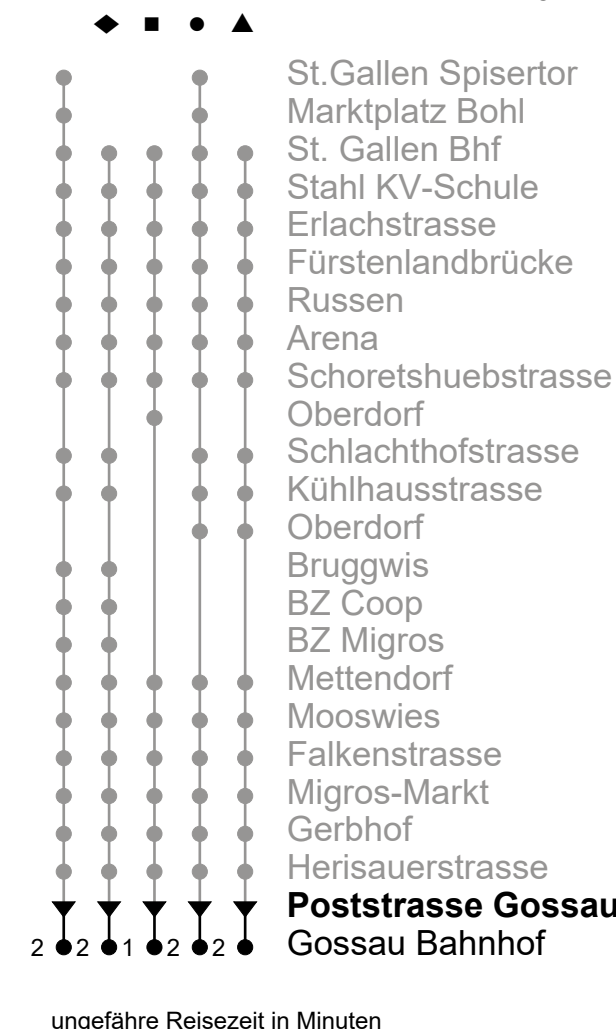 St.Gallen Spisertor
Marktplatz Bohl
St. Gallen Bhf
Stahl KV-Schule
Erlachstrasse
Fürstenlandbrücke
Russen
Arena
Schoretshuebstrasse
Oberdorf
Schlachthofstrasse
Kühlhausstrasse
Oberdorf
Bruggwis
BZ Coop
BZ Migros
Mettendorf
Mooswies
Falkenstrasse
Migros-Markt
Gerbhof
Herisauerstrasse
Poststrasse Gossau
2 2 1 2 2 Gossau Bahnhof
ungefähre Reisezeit in Minuten